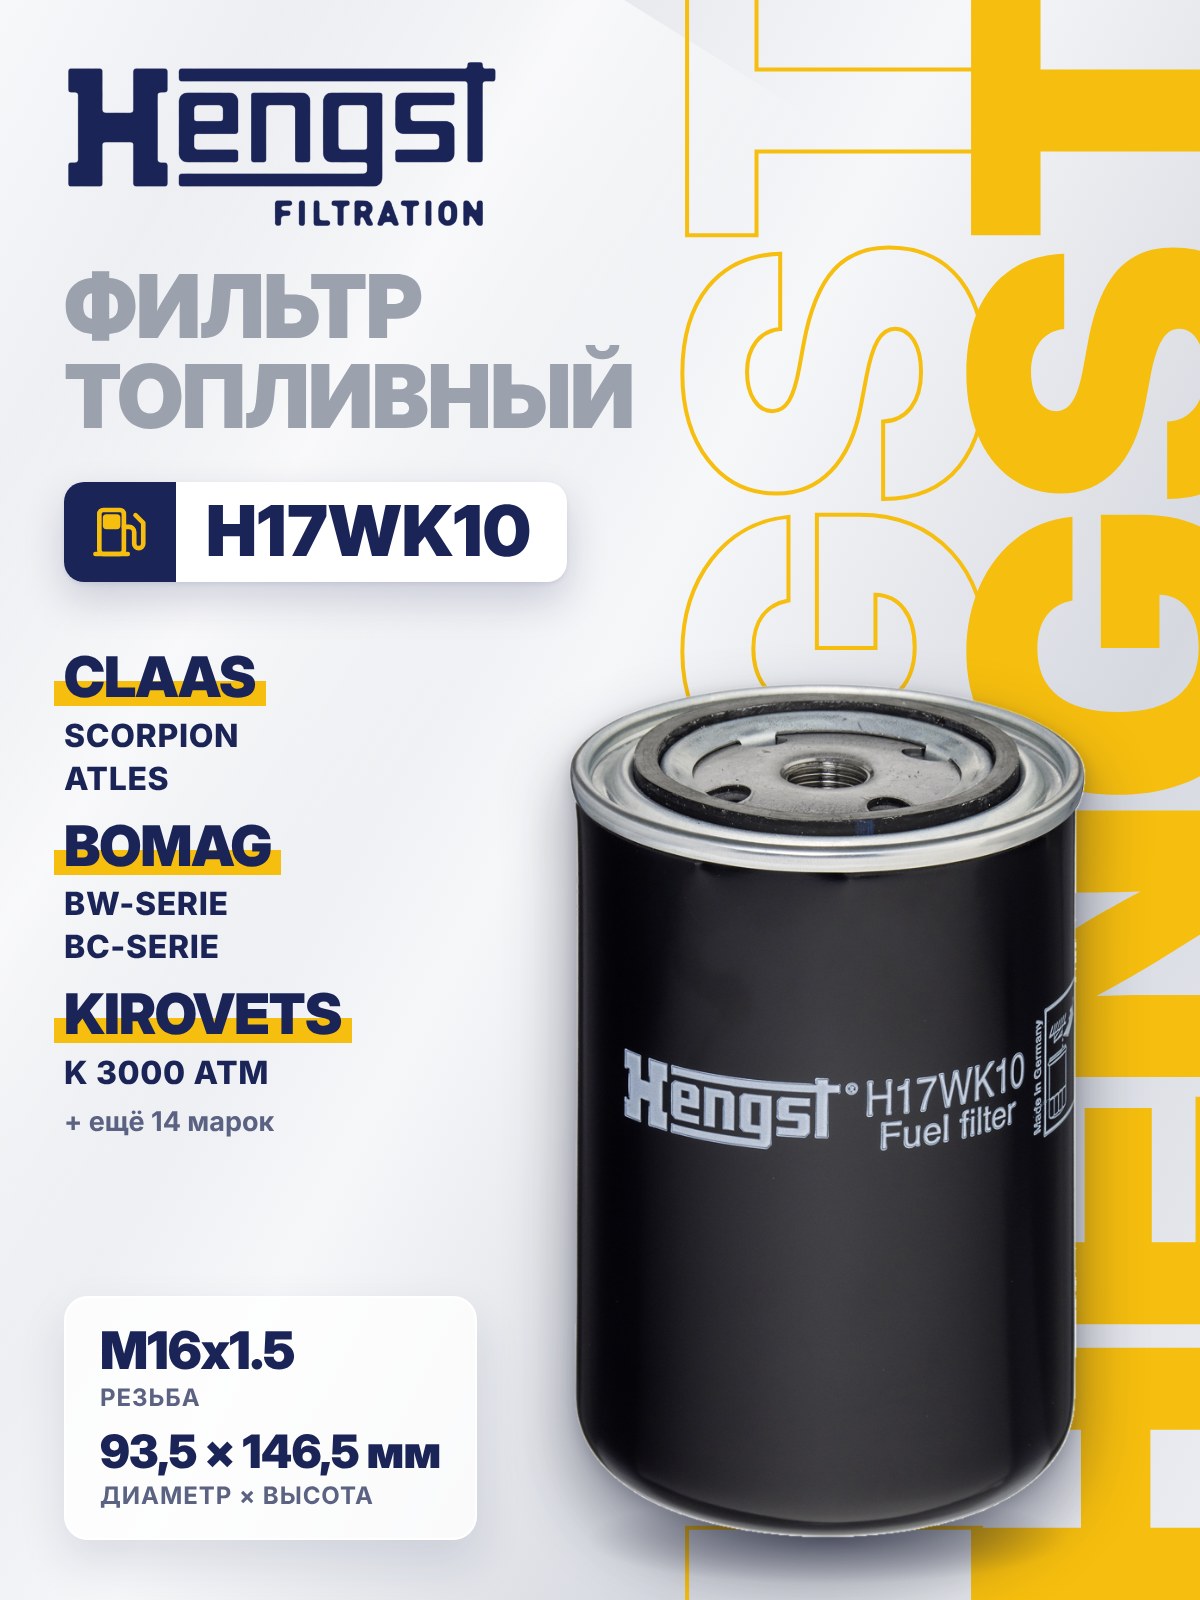 Hengst
FILTRATION
ФИЛЬТР
ТОПЛИВНЫЙ
H17WK10
CLAAS
SCORPION
ATLES
BOMAG
BW-SERIE
BC-SERIE
KIROVETS
K 3000 ATM
+ ещё 14 марок
M16x1.5
РЕЗЬБА
93,5 × 146,5 мм
ДИАМЕТР × ВЫСОТА
Hengst® H17WK10
Fuel filter
Made in Germany
HENGST
HENGST